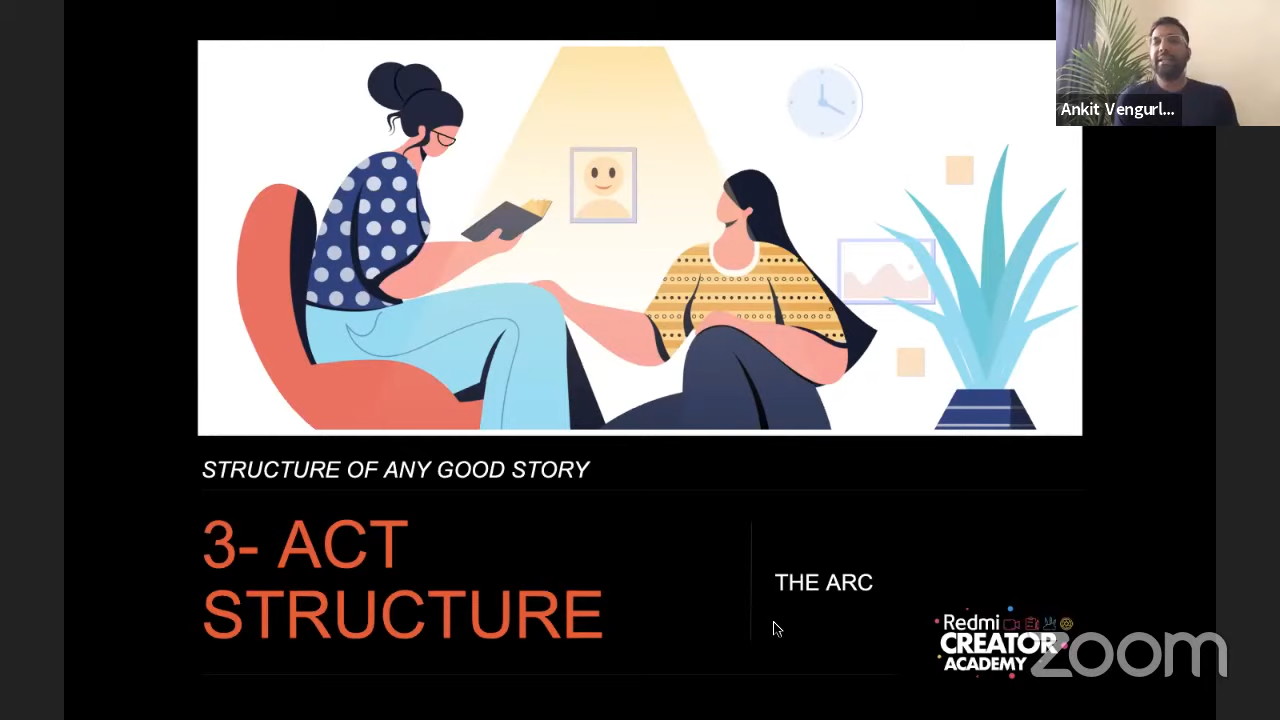 Ankit Vengurl...
STRUCTURE OF ANY GOOD STORY
3- ACT
STRUCTURE
THE ARC
Redmi
CREATOR
ACADEMY
zoom